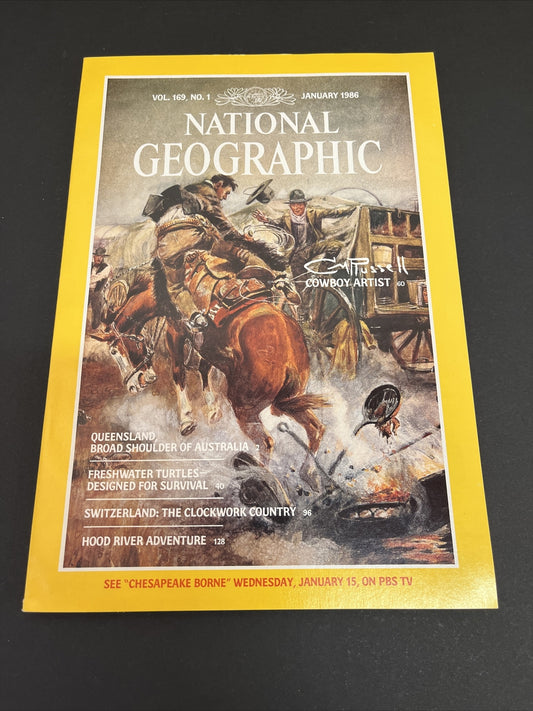 VOL. 169, NO. 1 JANUARY 1986
NATIONAL
GEOGRAPHIC
CMRussell
COWBOY ARTIST 60
QUEENSLAND,
BROAD SHOULDER OF AUSTRALIA 2
FRESHWATER TURTLES—
DESIGNED FOR SURVIVAL 40
SWITZERLAND: THE CLOCKWORK COUNTRY 96
HOOD RIVER ADVENTURE 128
SEE "CHESAPEAKE BORNE" WEDNESDAY, JANUARY 15, ON PBS TV